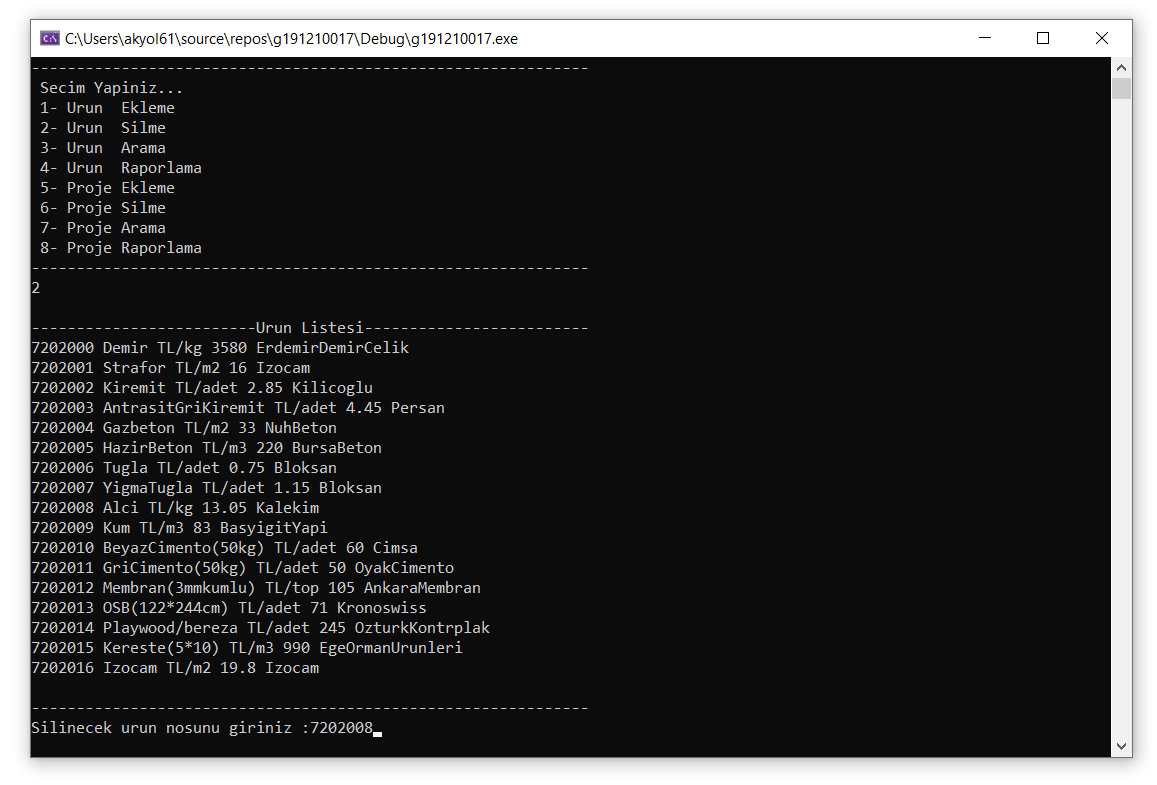 C:\Users\akyol61\source\repos\g191210017\Debug\g191210017.exe
--------------------------------------------------------------
Secim Yapiniz...
1- Urun  Ekleme
2- Urun  Silme
3- Urun  Arama
4- Urun  Raporlama
5- Proje Ekleme
6- Proje Silme
7- Proje Arama
8- Proje Raporlama
--------------------------------------------------------------
2
-------------------------Urun Listesi-------------------------
7202000 Demir TL/kg 3580 ErdemirDemirCelik
7202001 Strafor TL/m2 16 Izocam
7202002 Kiremit TL/adet 2.85 Kilicoglu
7202003 AntrasitGriKiremit TL/adet 4.45 Persan
7202004 Gazbeton TL/m2 33 NuhBeton
7202005 HazirBeton TL/m3 220 BursaBeton
7202006 Tugla TL/adet 0.75 Bloksan
7202007 YigmaTugla TL/adet 1.15 Bloksan
7202008 Alci TL/kg 13.05 Kalekim
7202009 Kum TL/m3 83 BasyigitYapi
7202010 BeyazCimento(50kg) TL/adet 60 Cimsa
7202011 GriCimento(50kg) TL/adet 50 OyakCimento
7202012 Membran(3mmkumlu) TL/top 105 AnkaraMembran
7202013 OSB(122*244cm) TL/adet 71 Kronoswiss
7202014 Playwood/bereza TL/adet 245 OzturkKontrplak
7202015 Kereste(5*10) TL/m3 990 EgeOrmanUrunleri
7202016 Izocam TL/m2 19.8 Izocam
--------------------------------------------------------------
Silinecek urun nosunu giriniz :7202008